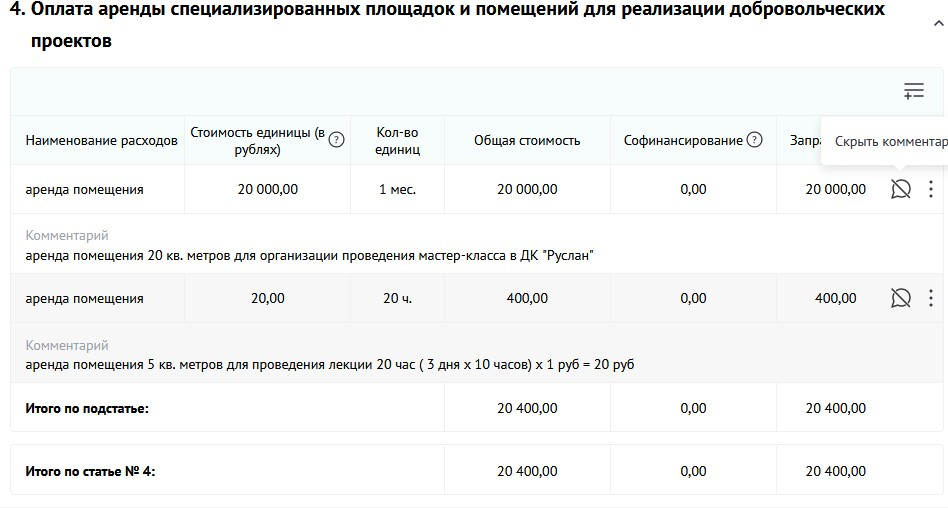 4. Оплата аренды специализированных площадок и помещений для реализации добровольческих
проектов
Наименование расходов
Стоимость единицы (в
рублях) ?
Кол-во
единиц
Общая стоимость
Софинансирование ?
Запра
Скрыть комментар
аренда помещения 20 000,00 1 мес. 20 000,00 0,00 20 000,00
Комментарий
аренда помещения 20 кв. метров для организации проведения мастер-класса в ДК "Руслан"
аренда помещения 20,00 20 ч. 400,00 0,00 400,00
Комментарий
аренда помещения 5 кв. метров для проведения лекции 20 час ( 3 дня х 10 часов) х 1 руб = 20 руб
Итого по подстатье: 20 400,00 0,00 20 400,00
Итого по статье № 4: 20 400,00 0,00 20 400,00